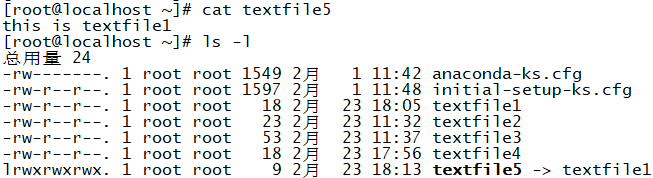 [root@localhost ~]# cat textfile5
this is textfile1
[root@localhost ~]# ls -l
总用量 24
-rw-------. 1 root root 1549 2月   1 11:42 anaconda-ks.cfg
-rw-r--r--. 1 root root 1597 2月   1 11:48 initial-setup-ks.cfg
-rw-r--r--. 1 root root   18 2月  23 18:05 textfile1
-rw-r--r--. 1 root root   23 2月  23 11:32 textfile2
-rw-r--r--. 1 root root   53 2月  23 11:37 textfile3
-rw-r--r--. 1 root root   18 2月  23 17:56 textfile4
lrwxrwxrwx. 1 root root    9 2月  23 18:13 textfile5 -> textfile1